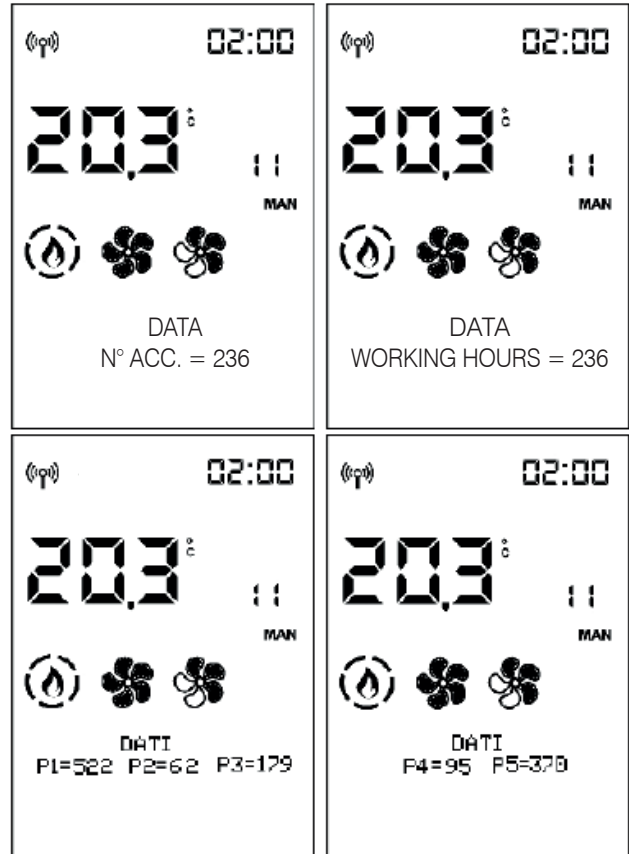 02:00
20,3 °C
11
MAN
DATA
N° ACC. = 236
02:00
20,3 °C
11
MAN
DATA
WORKING HOURS = 236
02:00
20,3 °C
11
MAN
DATI
P1=522 P2=62 P3=179
02:00
20,3 °C
11
MAN
DATI
P4=95 P5=370